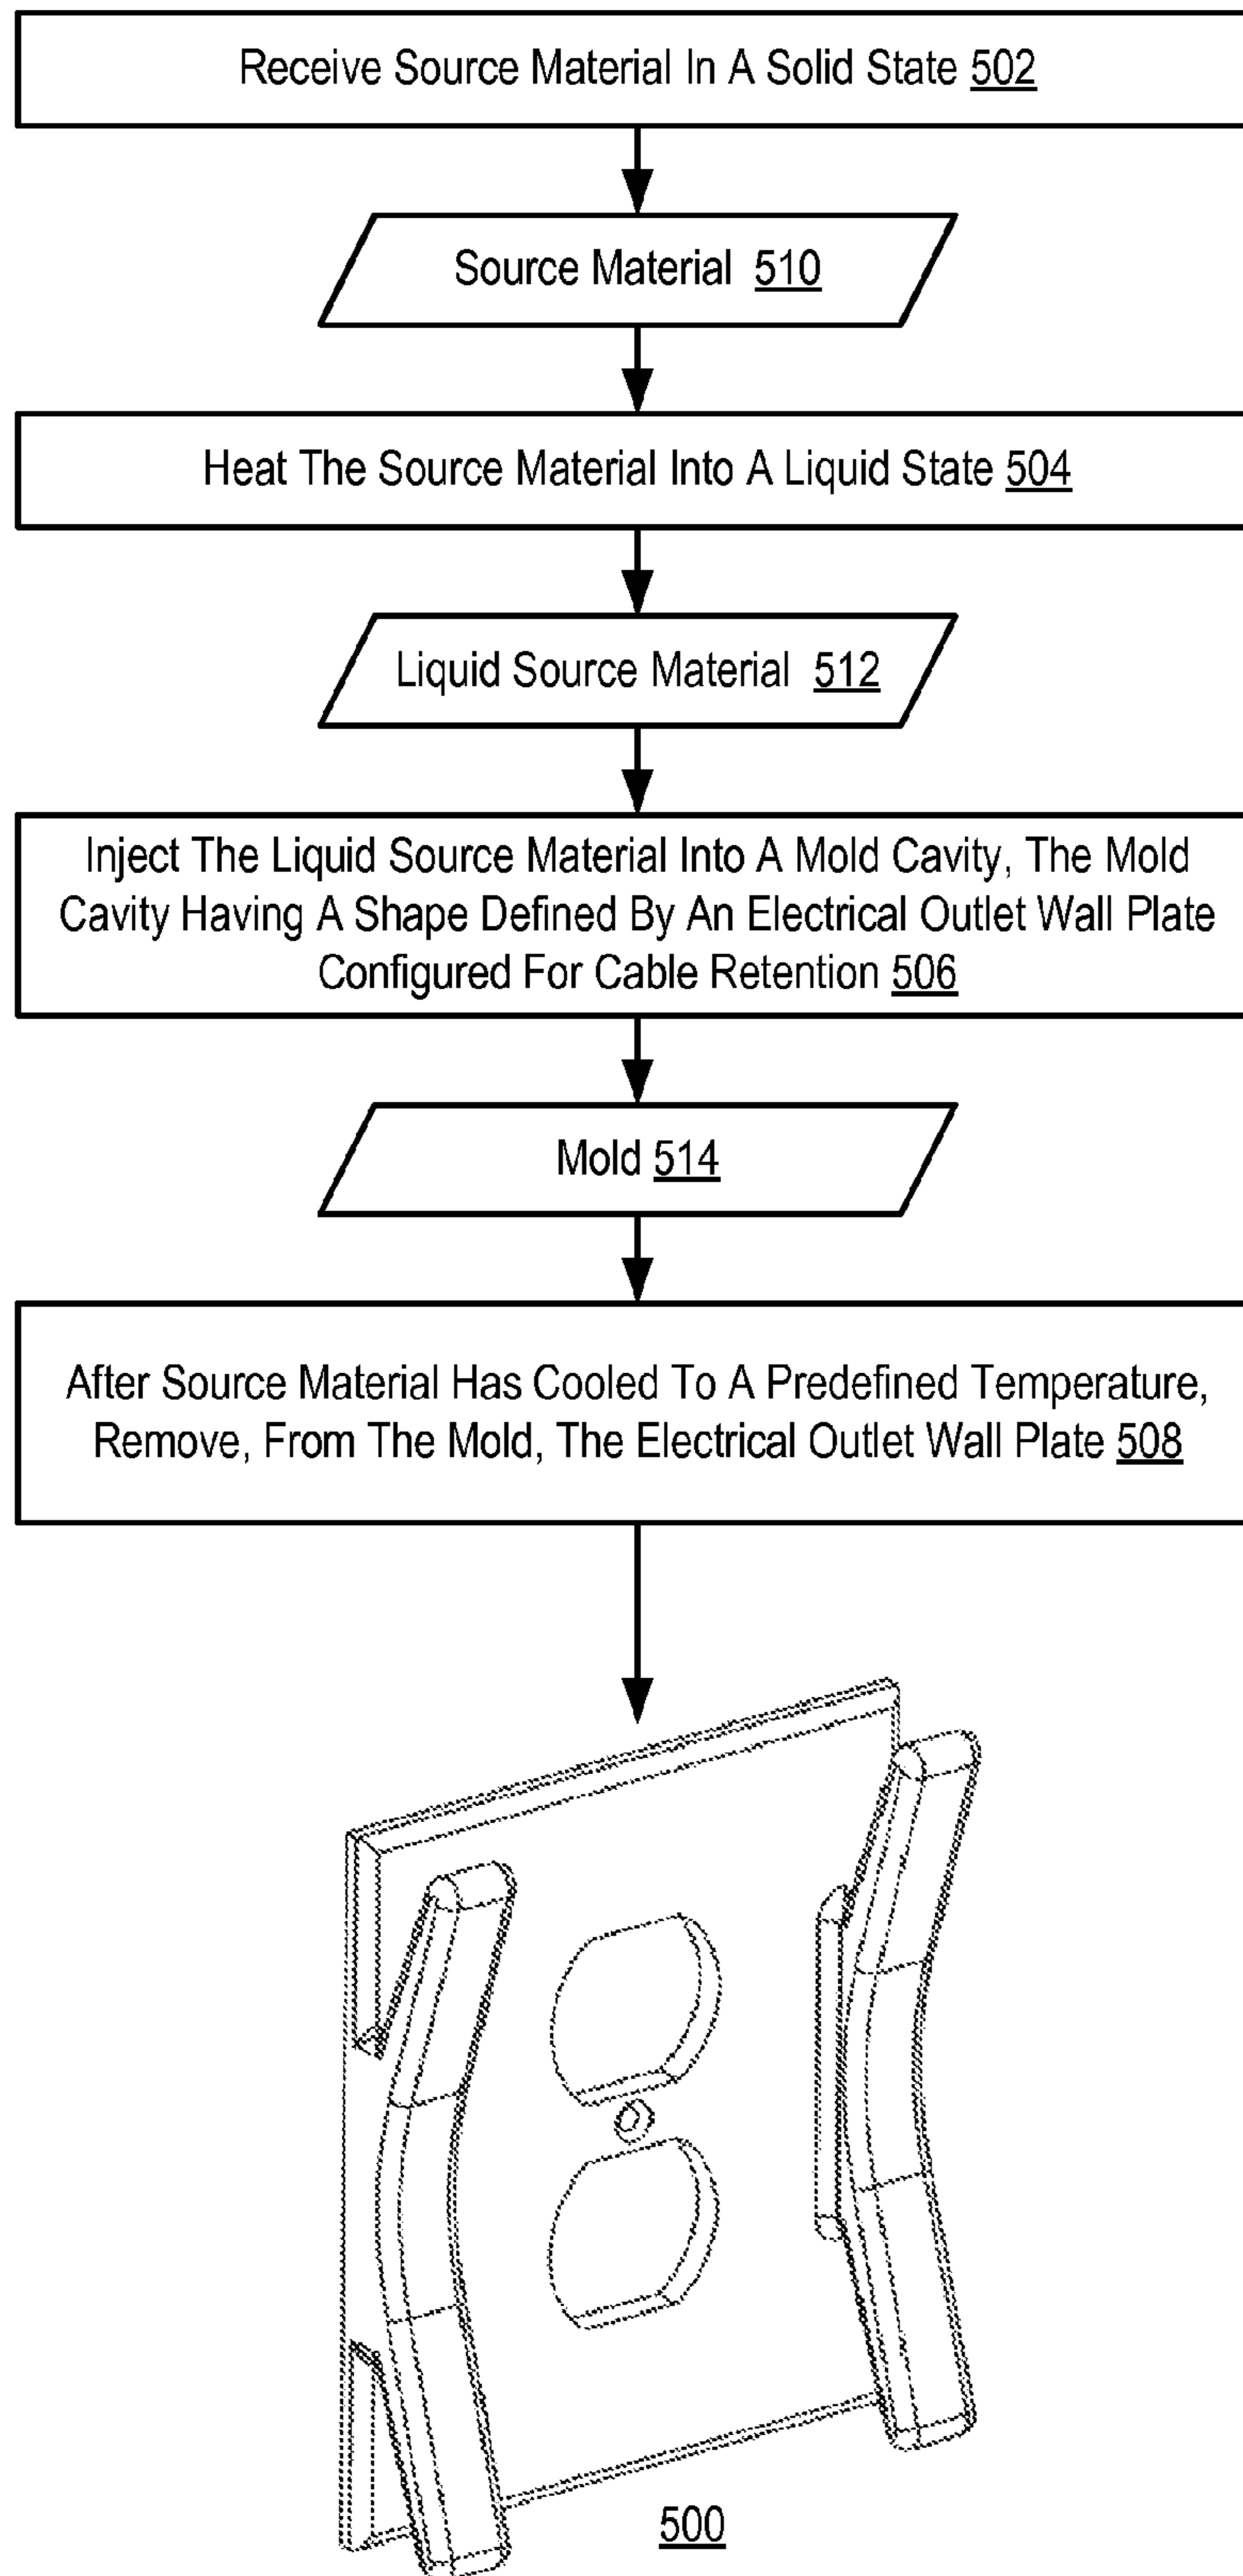 Receive Source Material In A Solid State 502
Source Material 510
Heat The Source Material Into A Liquid State 504
Liquid Source Material 512
Inject The Liquid Source Material Into A Mold Cavity, The Mold
Cavity Having A Shape Defined By An Electrical Outlet Wall Plate
Configured For Cable Retention 506
Mold 514
After Source Material Has Cooled To A Predefined Temperature,
Remove, From The Mold, The Electrical Outlet Wall Plate 508
500